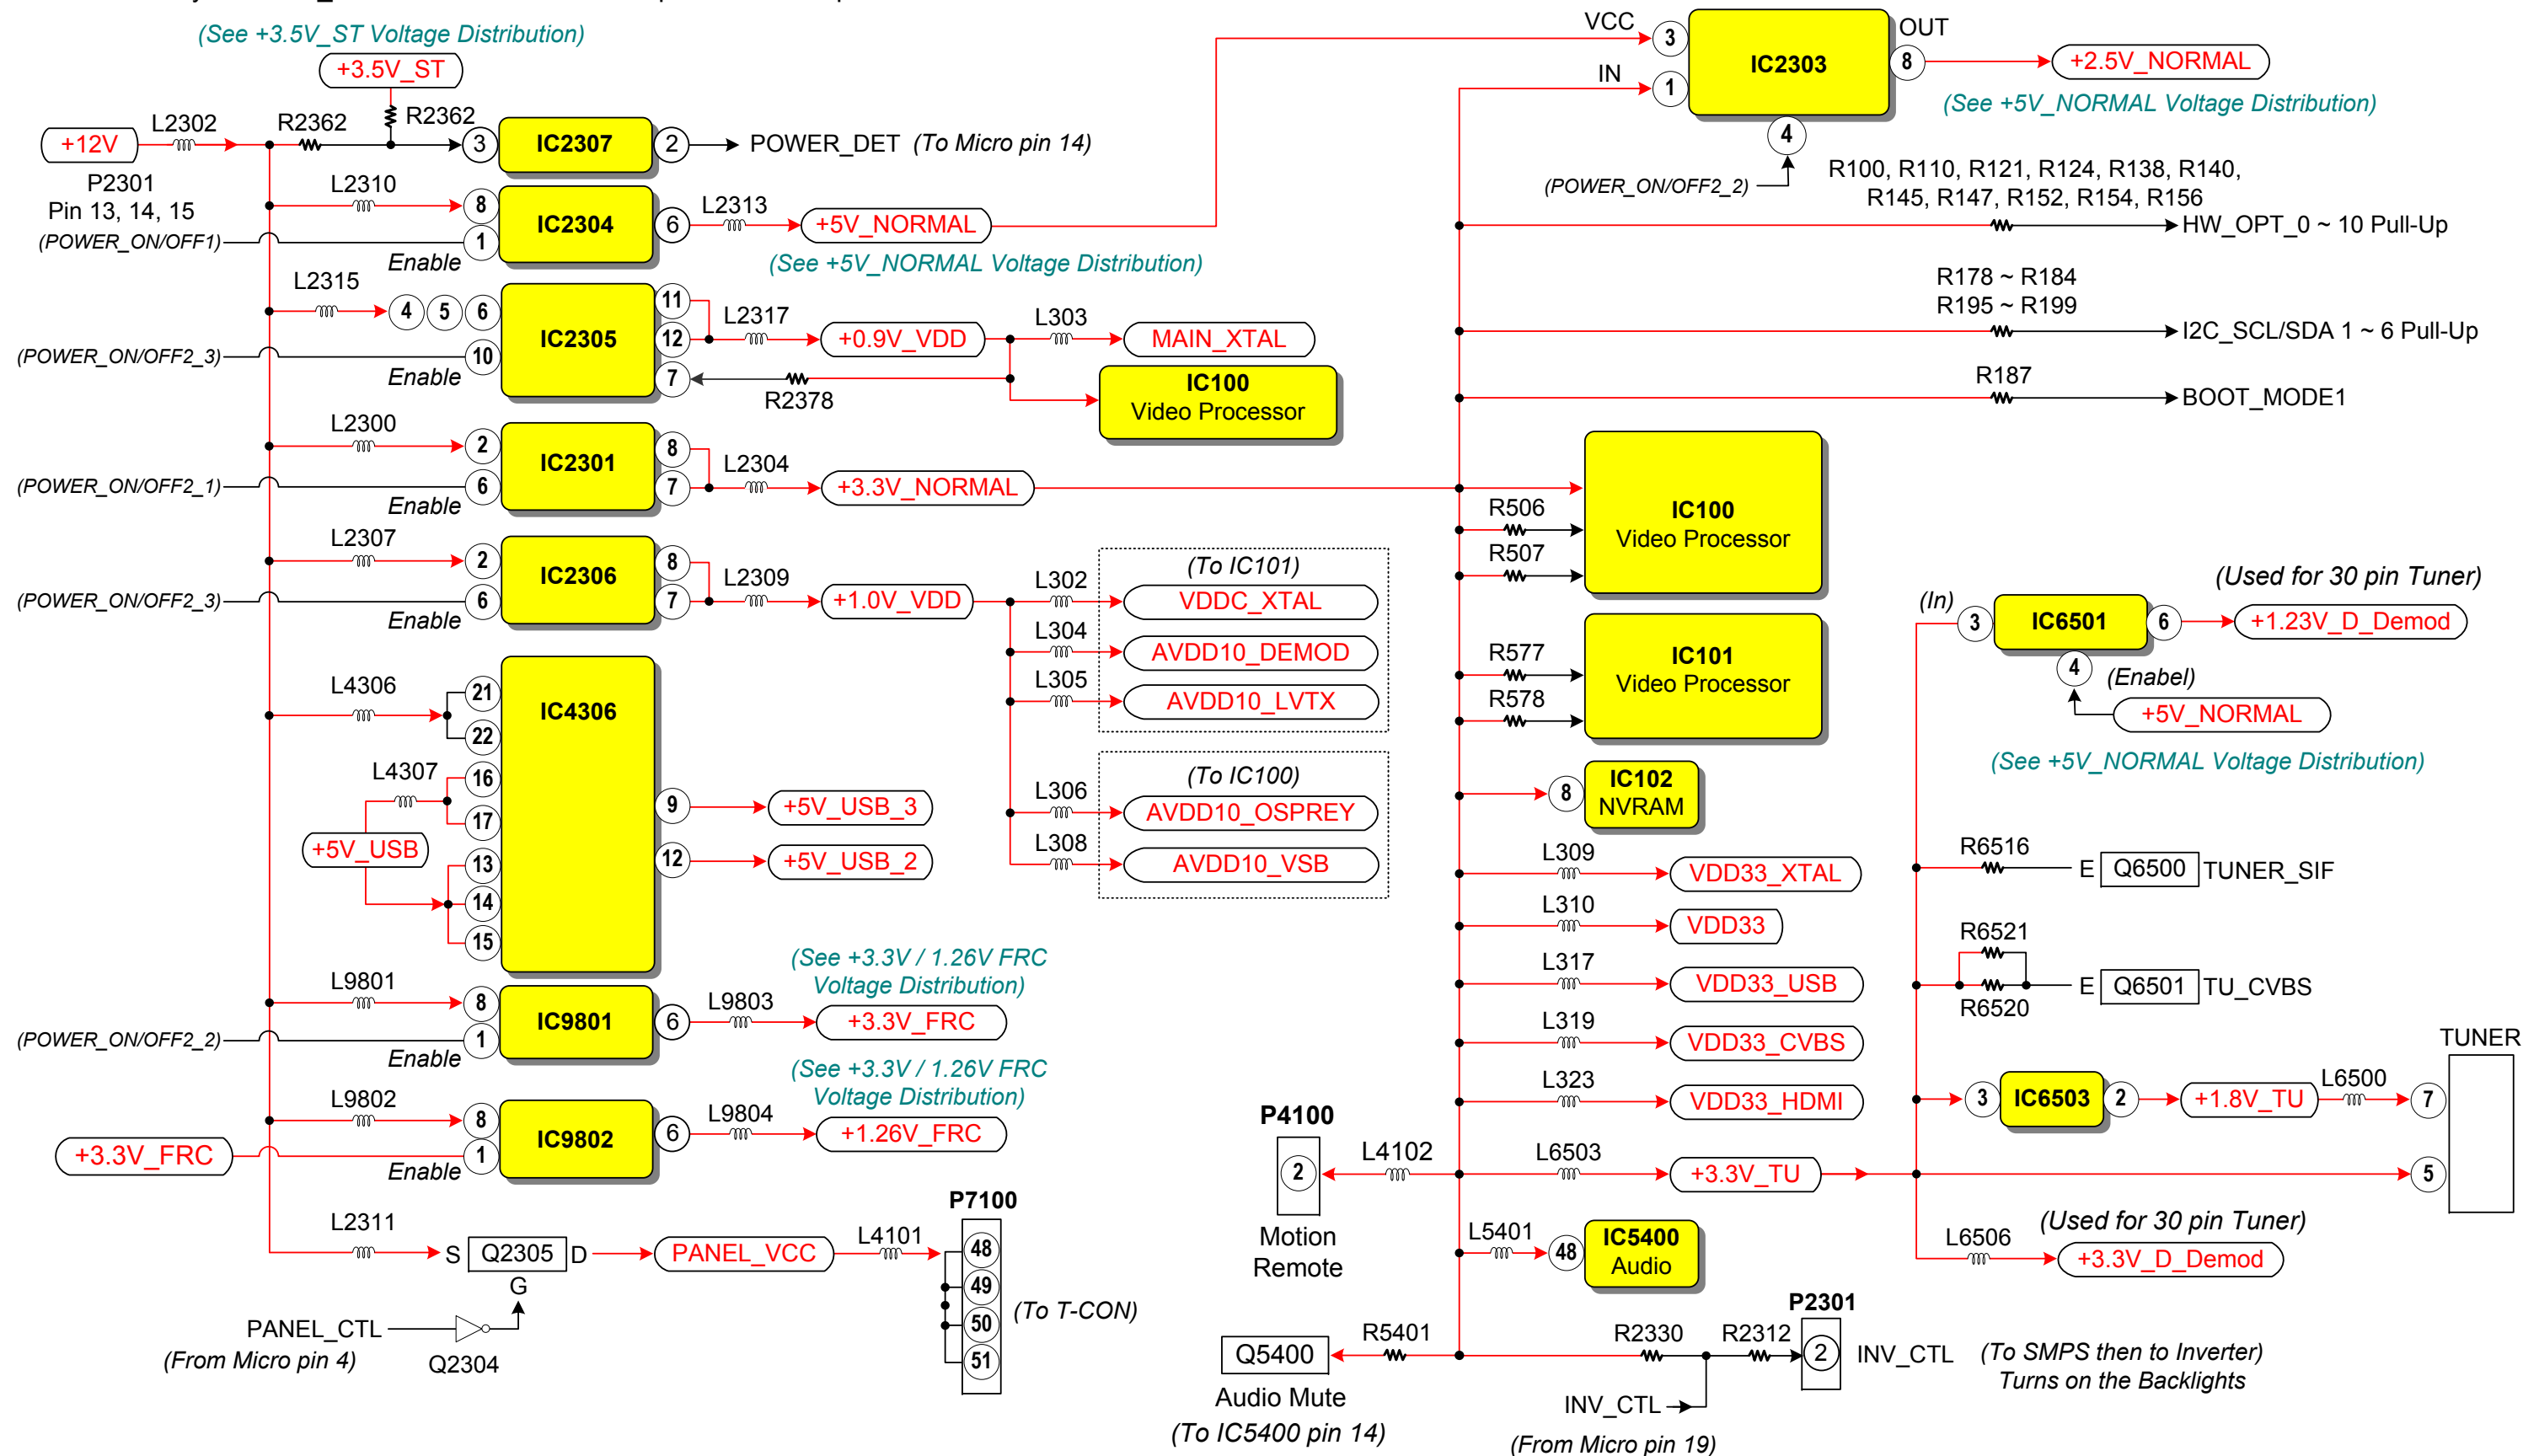 (See +3.5V_ST Voltage Distribution)
+3.5V_ST
+12V
L2302
R2362
R2362
3
IC2307
2
POWER_DET (To Micro pin 14)
P2301
Pin 13, 14, 15
L2310
8
IC2304
6
L2313
+5V_NORMAL
(POWER_ON/OFF1)
1
Enable
(See +5V_NORMAL Voltage Distribution)
L2315
4
5
6
IC2305
11
12
7
L2317
+0.9V_VDD
L303
MAIN_XTAL
(POWER_ON/OFF2_3)
10
Enable
R2378
IC100
Video Processor
L2300
2
IC2301
8
7
L2304
+3.3V_NORMAL
(POWER_ON/OFF2_1)
6
Enable
L2307
2
IC2306
8
7
L2309
+1.0V_VDD
(POWER_ON/OFF2_3)
6
Enable
(To IC101)
L302
VDDC_XTAL
L304
AVDD10_DEMOD
L305
AVDD10_LVTX
(To IC100)
L306
AVDD10_OSPREY
L308
AVDD10_VSB
L4306
21
22
IC4306
L4307
16
17
+5V_USB
13
14
15
9
+5V_USB_3
12
+5V_USB_2
L9801
8
IC9801
6
L9803
(See +3.3V / 1.26V FRC
Voltage Distribution)
+3.3V_FRC
(POWER_ON/OFF2_2)
1
Enable
L9802
8
IC9802
6
L9804
(See +3.3V / 1.26V FRC
Voltage Distribution)
+1.26V_FRC
+3.3V_FRC
1
Enable
L2311
S
Q2305
D
G
PANEL_VCC
L4101
P7100
48
49
50
51
(To T-CON)
PANEL_CTL
(From Micro pin 4)
Q2304
VCC
3
IN
1
IC2303
OUT
8
+2.5V_NORMAL
(See +5V_NORMAL Voltage Distribution)
4
(POWER_ON/OFF2_2)
R100, R110, R121, R124, R138, R140,
R145, R147, R152, R154, R156
HW_OPT_0 ~ 10 Pull-Up
R178 ~ R184
R195 ~ R199
I2C_SCL/SDA 1 ~ 6 Pull-Up
R187
BOOT_MODE1
IC100
Video Processor
R506
R507
IC101
Video Processor
R577
R578
8
IC102
NVRAM
L309
VDD33_XTAL
L310
VDD33
L317
VDD33_USB
L319
VDD33_CVBS
L323
VDD33_HDMI
P4100
2
L4102
Motion
Remote
L6503
+3.3V_TU
L5401
48
IC5400
Audio
Q5400
R5401
Audio Mute
(To IC5400 pin 14)
R2330
R2312
P2301
2
INV_CTL
(To SMPS then to Inverter)
Turns on the Backlights
INV_CTL
(From Micro pin 19)
(Used for 30 pin Tuner)
(In)
3
IC6501
6
+1.23V_D_Demod
4
(Enabel)
+5V_NORMAL
(See +5V_NORMAL Voltage Distribution)
R6516
E
Q6500
TUNER_SIF
R6521
R6520
E
Q6501
TU_CVBS
TUNER
3
IC6503
2
+1.8V_TU
L6500
7
5
(Used for 30 pin Tuner)
L6506
+3.3V_D_Demod